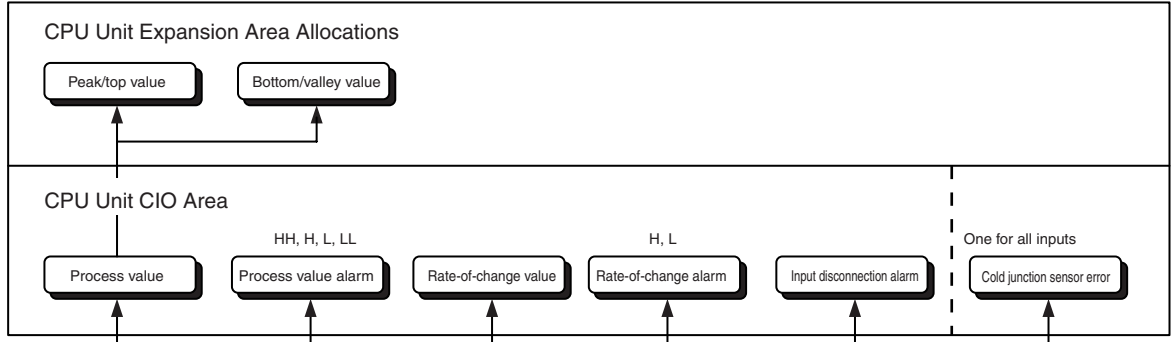 CPU Unit Expansion Area Allocations
Peak/top value
Bottom/valley value
CPU Unit CIO Area
HH, H, L, LL
H, L
One for all inputs
Process value
Process value alarm
Rate-of-change value
Rate-of-change alarm
Input disconnection alarm
Cold junction sensor error